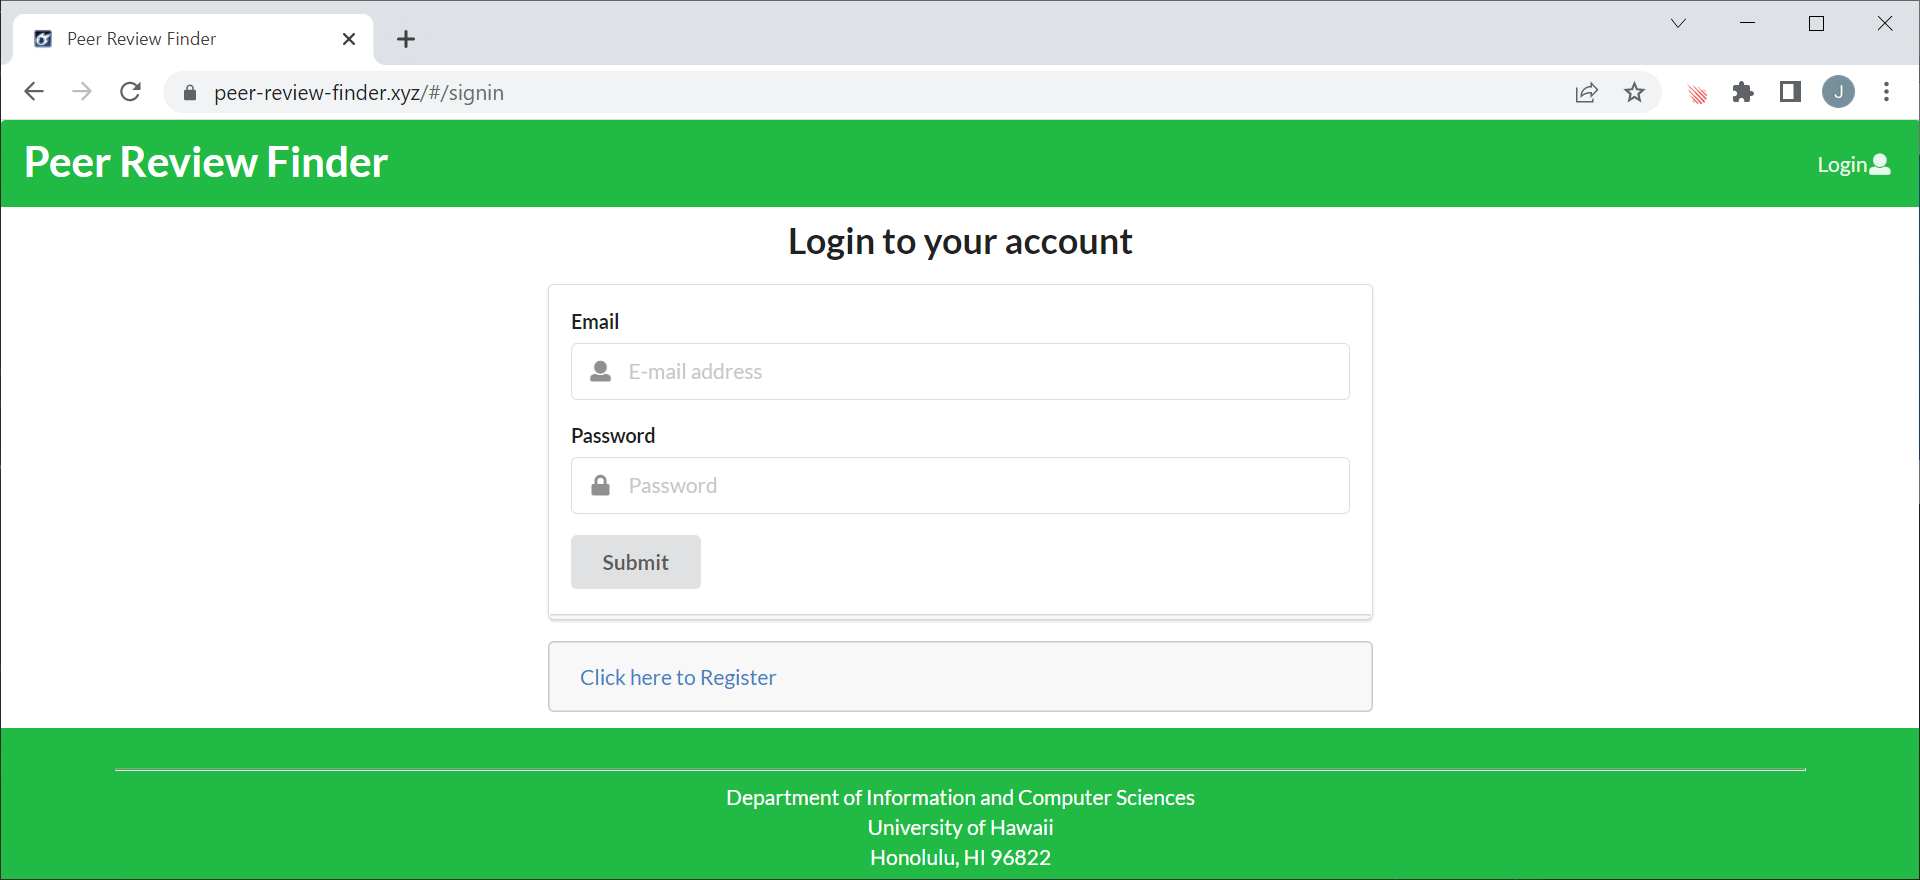 Peer Review Finder
peer-review-finder.xyz/#/signin
J
Peer Review Finder
Login
Login to your account
Email
E-mail address
Password
Password
Submit
Click here to Register
Department of Information and Computer Sciences
University of Hawaii
Honolulu, HI 96822